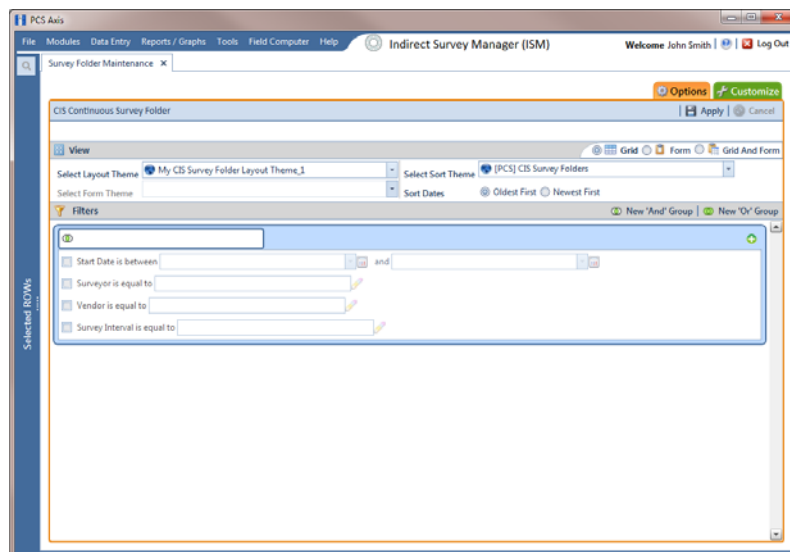 PCS Axis
File Modules Data Entry Reports / Graphs Tools Field Computer Help Indirect Survey Manager (ISM) Welcome John Smith | | Log Out
Survey Folder Maintenance ×
Options Customize
CIS Continuous Survey Folder | Apply | Cancel
View Grid Form Grid And Form
Select Layout Theme My CIS Survey Folder Layout Theme_1 Select Sort Theme [PCS] CIS Survey Folders
Select Form Theme Sort Dates Oldest First Newest First
Filters New 'And' Group | New 'Or' Group
Start Date is between and
Surveyor is equal to
Vendor is equal to
Survey Interval is equal to
Selected ROWs